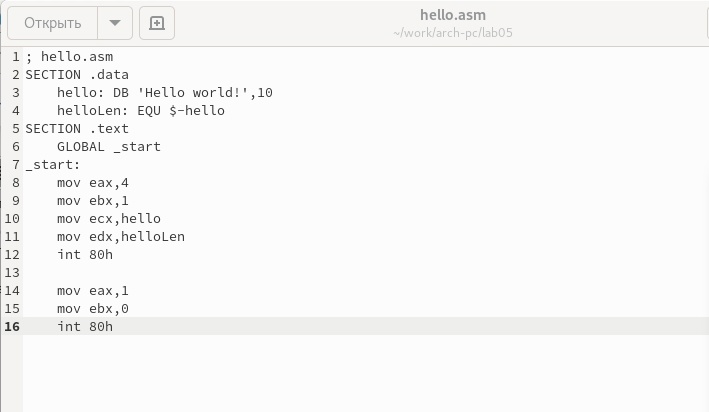 Открыть
hello.asm
~/work/arch-pc/lab05
1 ; hello.asm
2 SECTION .data
3     hello: DB 'Hello world!',10
4     helloLen: EQU $-hello
5 SECTION .text
6     GLOBAL _start
7 _start:
8     mov eax,4
9     mov ebx,1
10     mov ecx,hello
11     mov edx,helloLen
12     int 80h
13
14     mov eax,1
15     mov ebx,0
16     int 80h